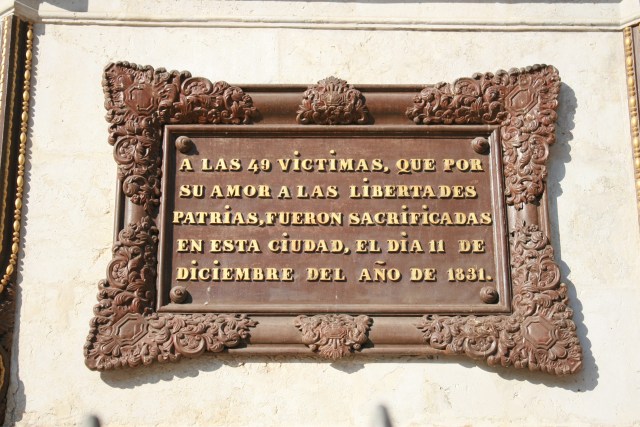 A LAS 49 VÍCTIMAS, QUE POR
SU AMOR A LAS LIBERTADES
PATRIAS, FUERON SACRIFICADAS
EN ESTA CIUDAD, EL DÍA 11 DE
DICIEMBRE DEL AÑO DE 1831.